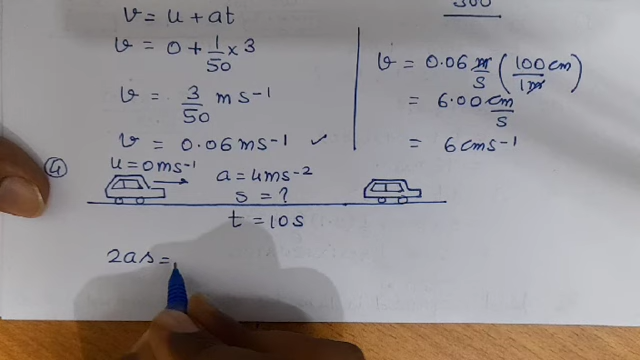 300
v = u + at
v = 0 + 1/50 × 3
v = 3/50 m s-1
v = 0.06 ms-1 ✓
v = 0.06 m/s (100 cm/1m)
= 6.00 cm/s
= 6 cms-1
4
u = 0 ms-1
a = 4 ms-2
s = ?
t = 10 s
2as =